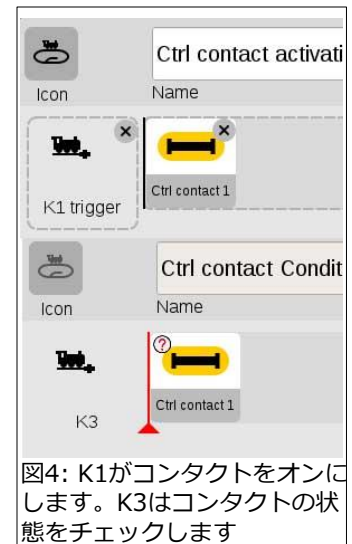 Ctrl contact activati
Icon
Name
Ctrl contact 1
K1 trigger
Ctrl contact Condit
Icon
Name
?
Ctrl contact 1
K3
図4: K1がコンタクトをオンに
します。K3はコンタクトの状
態をチェックします